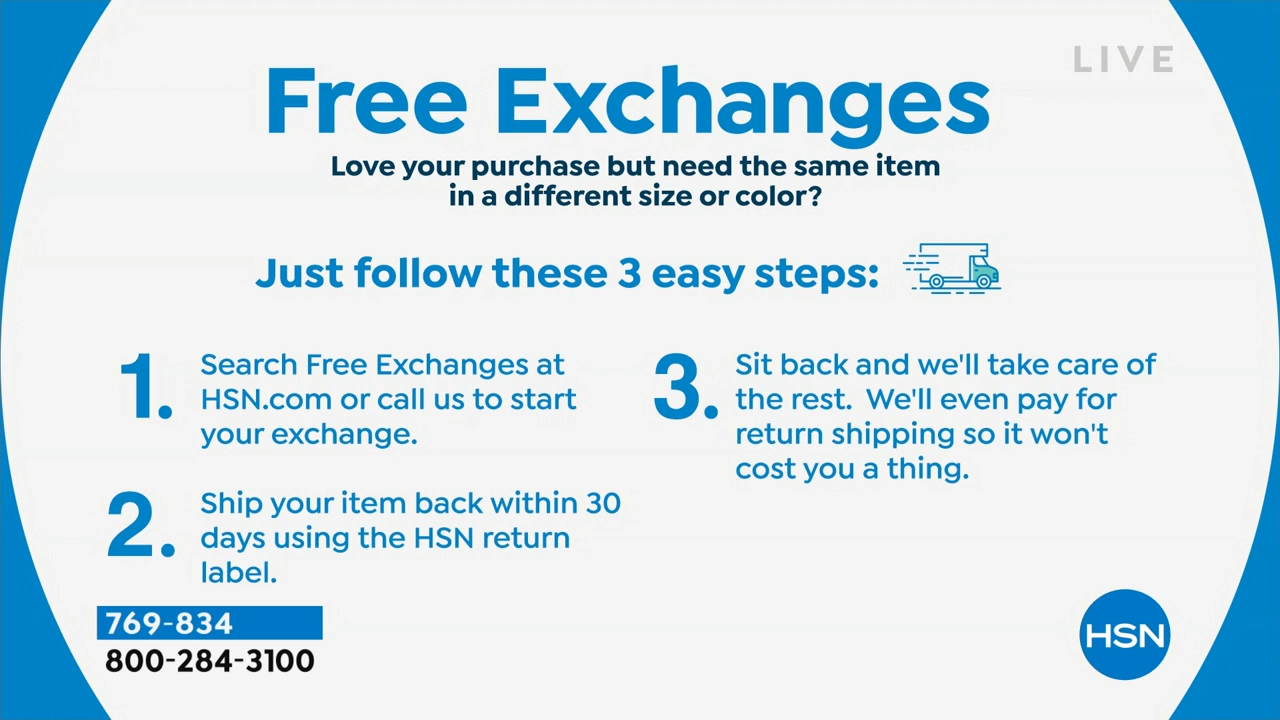 LIVE
Free Exchanges
Love your purchase but need the same item
in a different size or color?
Just follow these 3 easy steps:
1. Search Free Exchanges at
HSN.com or call us to start
your exchange.
2. Ship your item back within 30
days using the HSN return
label.
3. Sit back and we'll take care of
the rest. We'll even pay for
return shipping so it won't
cost you a thing.
769-834
800-284-3100
HSN